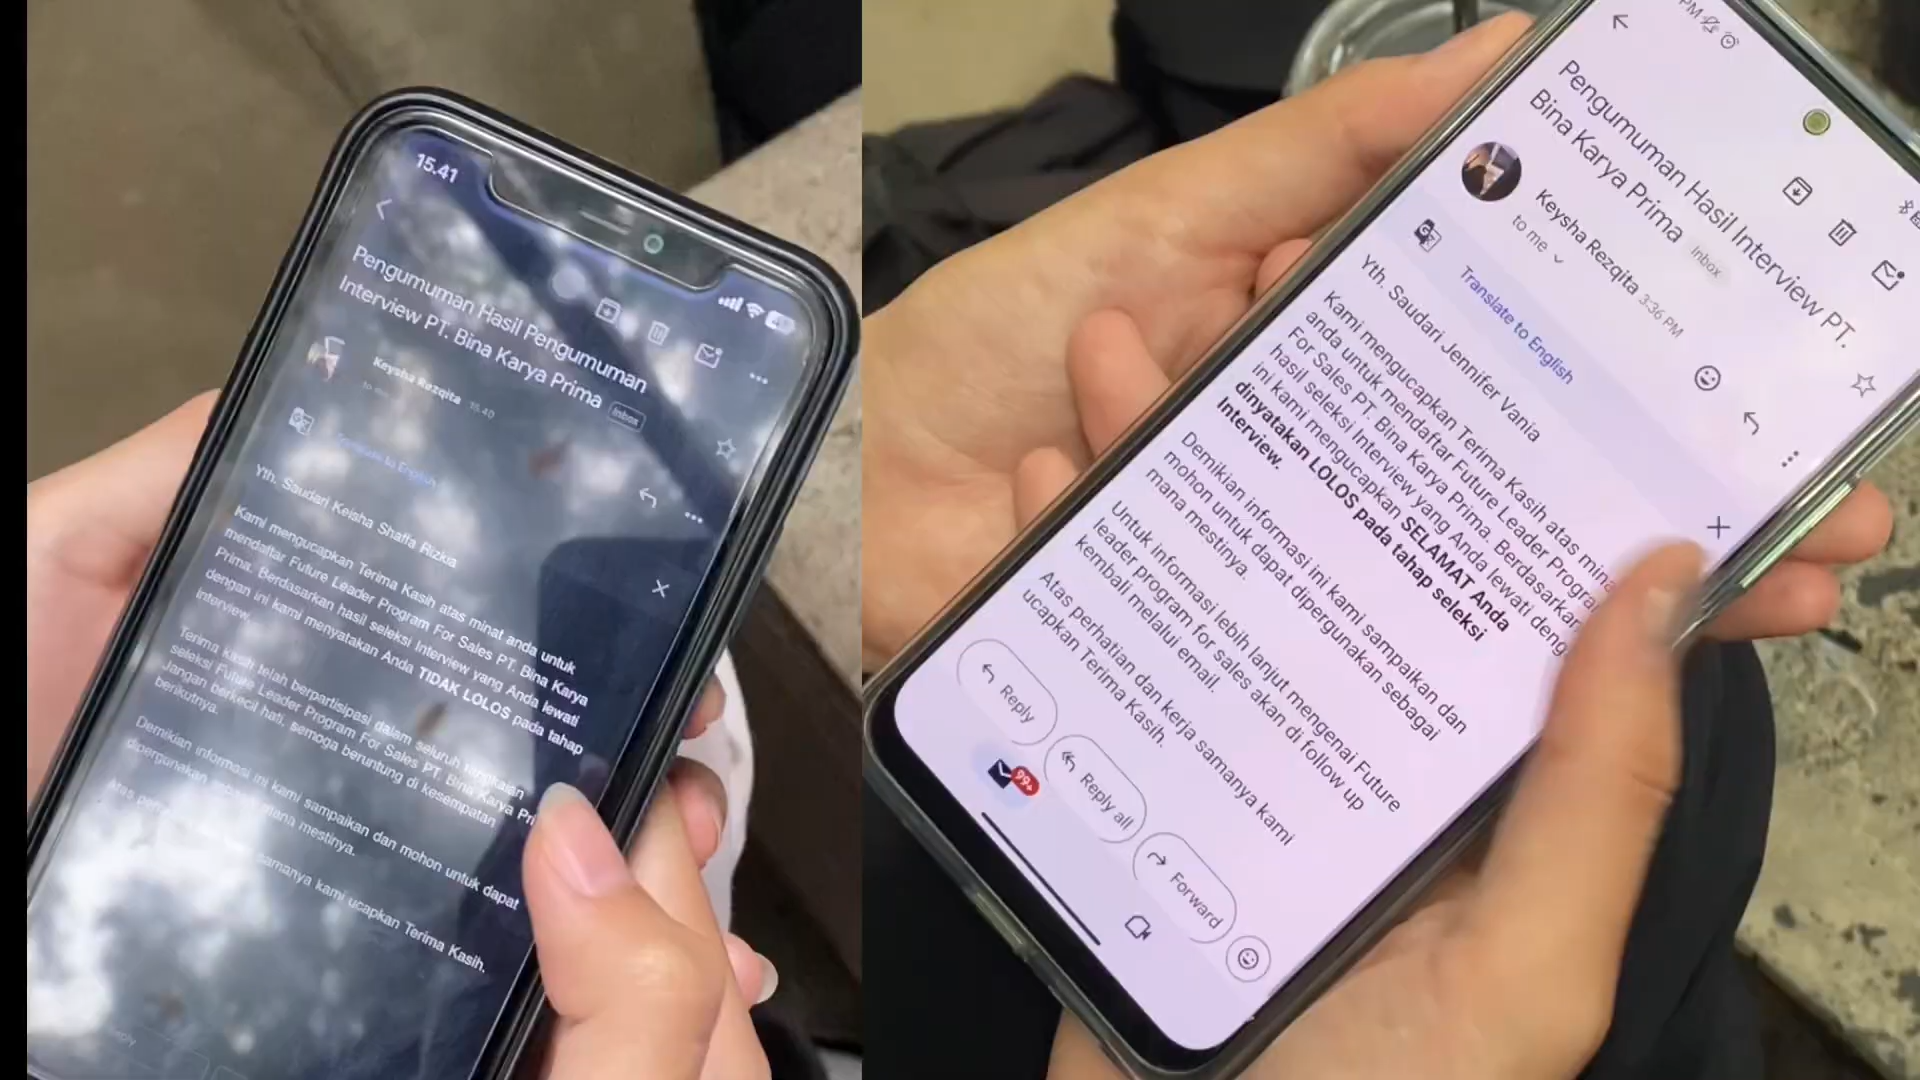 15.41
Pengumuman Hasil Pengumuman
Interview PT. Bina Karya Prima Inbox
Keysha Rezqita 15.40
to me
Translate to English
Yth. Saudari Keisha Shaffa Rizkia
Kami mengucapkan Terima Kasih atas minat anda untuk
mendaftar Future Leader Program For Sales PT. Bina Karya
Prima. Berdasarkan hasil seleksi Interview yang Anda lewati
dengan ini kami menyatakan Anda TIDAK LOLOS pada tahap
interview.
Terima kasih telah berpartisipasi dalam seluruh rangkaian
seleksi Future Leader Program For Sales PT. Bina Karya Pri
Jangan berkecil hati, semoga beruntung di kesempatan
berikutnya.
Demikian informasi ini kami sampaikan dan mohon untuk dapat
dipergunakan sebagai mana mestinya.
Atas samanya kami ucapkan Terima Kasih.
PM
Pengumuman Hasil Interview PT.
Bina Karya Prima Inbox
Keysha Rezqita 3:36 PM
to me
Translate to English
Yth. Saudari Jennifer Vania
Kami mengucapkan Terima Kasih atas mina
anda untuk mendaftar Future Leader Program
For Sales PT. Bina Karya Prima. Berdasarkan
hasil seleksi Interview yang Anda lewati deng
ini kami mengucapkan SELAMAT Anda
dinyatakan LOLOS pada tahap seleksi
Interview.
Demikian informasi ini kami sampaikan dan
mohon untuk dapat dipergunakan sebagai
mana mestinya.
Untuk informasi lebih lanjut mengenai Future
leader program for sales akan di follow up
kembali melalui email.
Atas perhatian dan kerja samanya kami
ucapkan Terima Kasih.
Reply
Reply all
Forward
99+